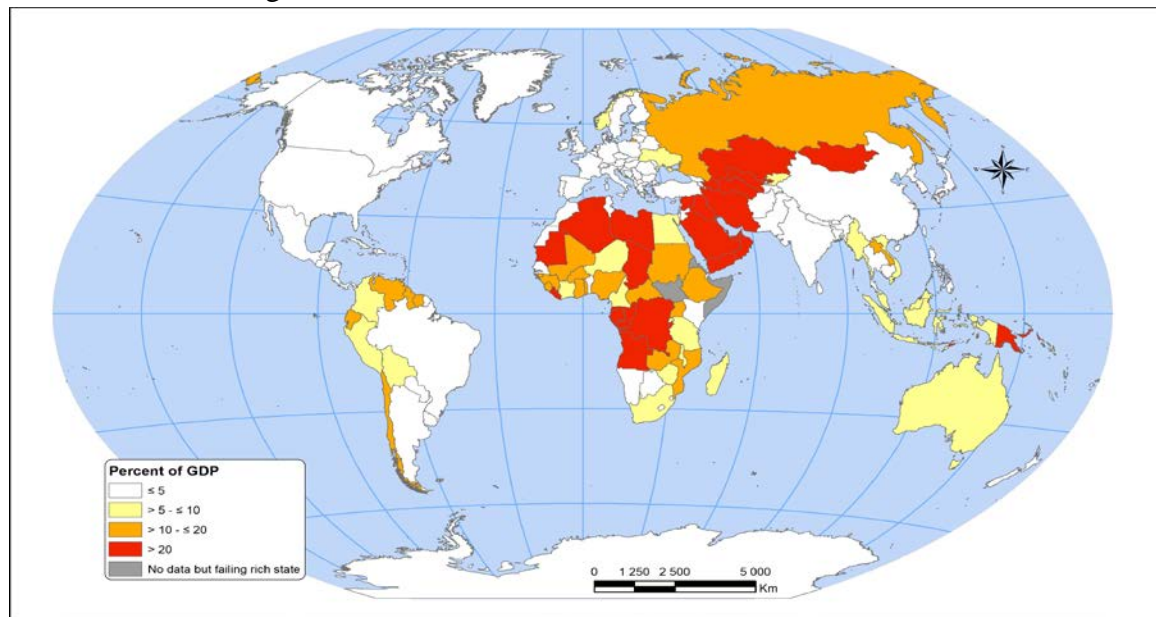 Percent of GDP
≤ 5
> 5 - ≤ 10
> 10 - ≤ 20
> 20
No data but failing rich state
0 1 250 2 500 5 000
Km